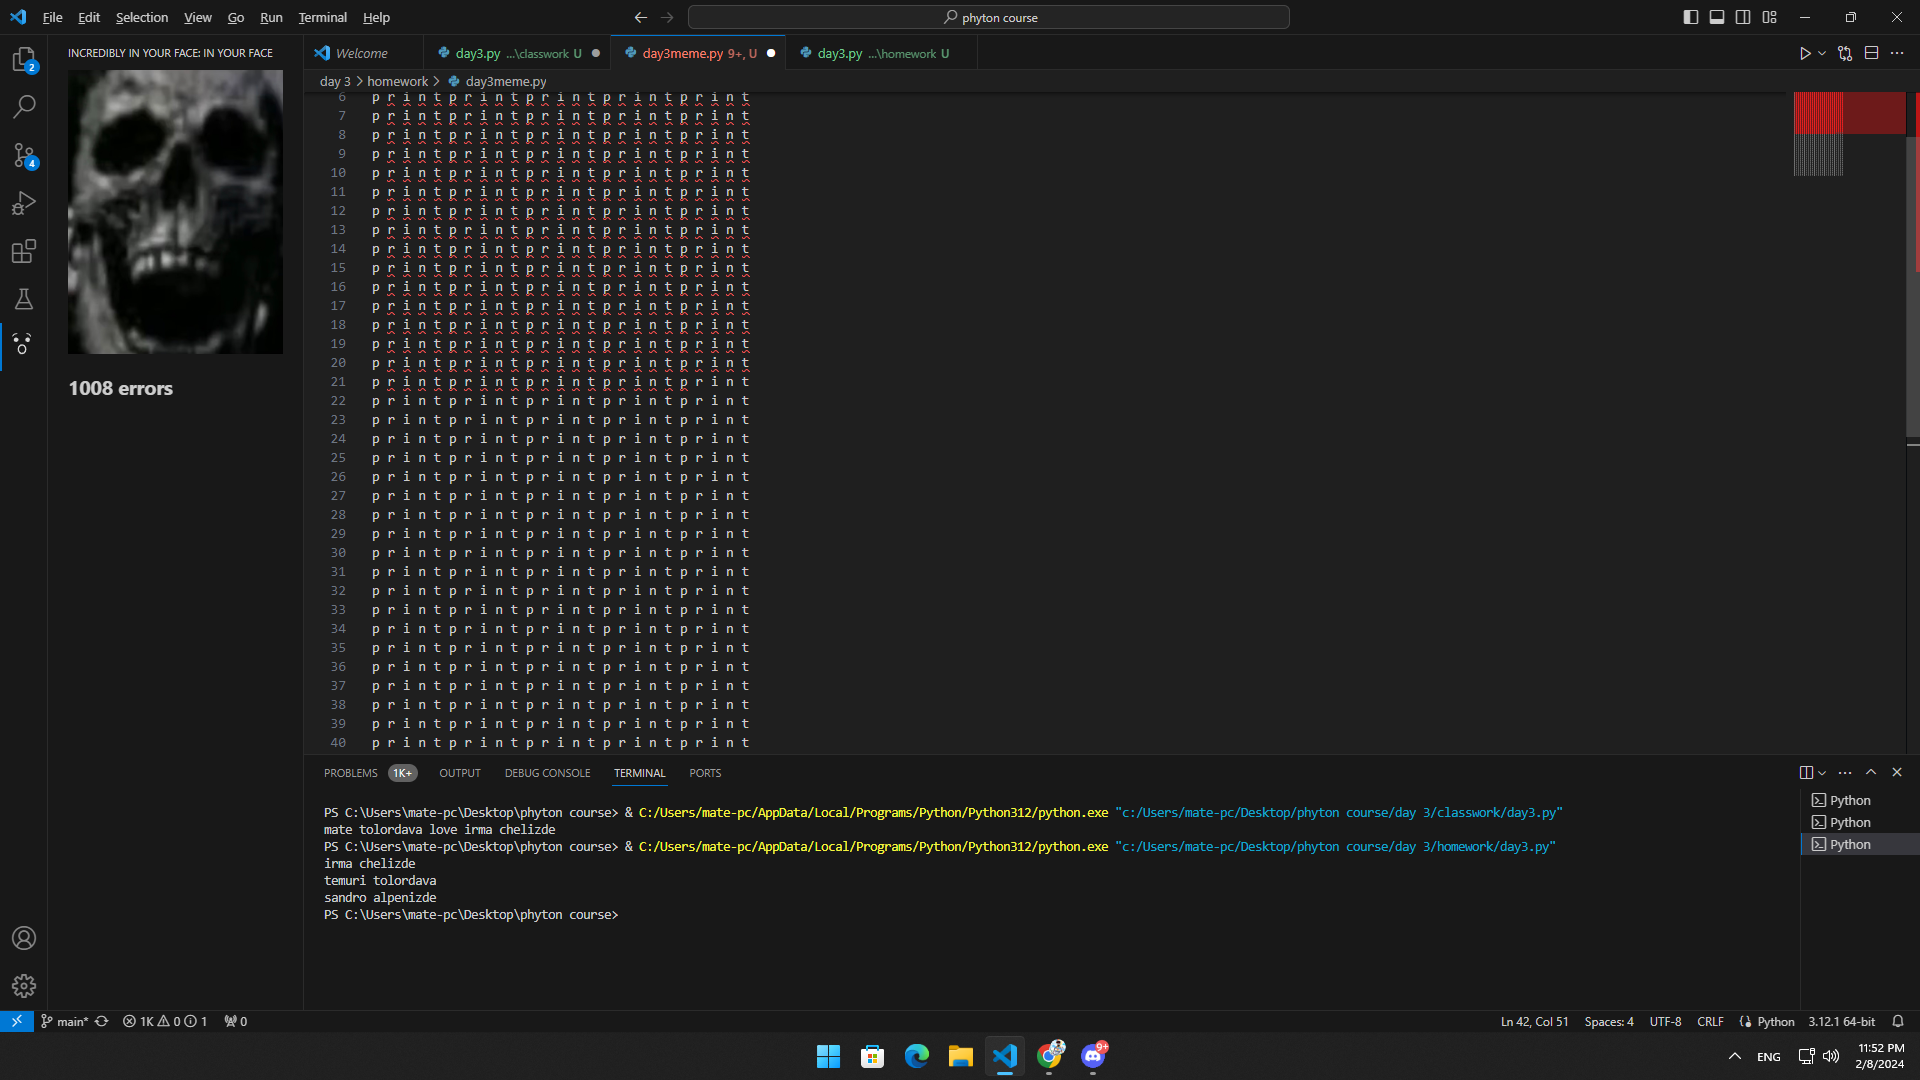 File Edit Selection View Go Run Terminal Help
phyton course
INCREDIBLY IN YOUR FACE: IN YOUR FACE
Welcome
day3.py ...\classwork U
day3meme.py 9+, U
day3.py ...\homework U
day 3 > homework > day3meme.py
2
4
1008 errors
6 p r i n t p r i n t p r i n t p r i n t p r i n t
7 p r i n t p r i n t p r i n t p r i n t p r i n t
8 p r i n t p r i n t p r i n t p r i n t p r i n t
9 p r i n t p r i n t p r i n t p r i n t p r i n t
10 p r i n t p r i n t p r i n t p r i n t p r i n t
11 p r i n t p r i n t p r i n t p r i n t p r i n t
12 p r i n t p r i n t p r i n t p r i n t p r i n t
13 p r i n t p r i n t p r i n t p r i n t p r i n t
14 p r i n t p r i n t p r i n t p r i n t p r i n t
15 p r i n t p r i n t p r i n t p r i n t p r i n t
16 p r i n t p r i n t p r i n t p r i n t p r i n t
17 p r i n t p r i n t p r i n t p r i n t p r i n t
18 p r i n t p r i n t p r i n t p r i n t p r i n t
19 p r i n t p r i n t p r i n t p r i n t p r i n t
20 p r i n t p r i n t p r i n t p r i n t p r i n t
21 p r i n t p r i n t p r i n t p r i n t p r i n t
22 p r i n t p r i n t p r i n t p r i n t p r i n t
23 p r i n t p r i n t p r i n t p r i n t p r i n t
24 p r i n t p r i n t p r i n t p r i n t p r i n t
25 p r i n t p r i n t p r i n t p r i n t p r i n t
26 p r i n t p r i n t p r i n t p r i n t p r i n t
27 p r i n t p r i n t p r i n t p r i n t p r i n t
28 p r i n t p r i n t p r i n t p r i n t p r i n t
29 p r i n t p r i n t p r i n t p r i n t p r i n t
30 p r i n t p r i n t p r i n t p r i n t p r i n t
31 p r i n t p r i n t p r i n t p r i n t p r i n t
32 p r i n t p r i n t p r i n t p r i n t p r i n t
33 p r i n t p r i n t p r i n t p r i n t p r i n t
34 p r i n t p r i n t p r i n t p r i n t p r i n t
35 p r i n t p r i n t p r i n t p r i n t p r i n t
36 p r i n t p r i n t p r i n t p r i n t p r i n t
37 p r i n t p r i n t p r i n t p r i n t p r i n t
38 p r i n t p r i n t p r i n t p r i n t p r i n t
39 p r i n t p r i n t p r i n t p r i n t p r i n t
40 p r i n t p r i n t p r i n t p r i n t p r i n t
PROBLEMS 1K+ OUTPUT DEBUG CONSOLE TERMINAL PORTS
PS C:\Users\mate-pc\Desktop\phyton course> & C:/Users/mate-pc/AppData/Local/Programs/Python/Python312/python.exe "c:/Users/mate-pc/Desktop/phyton course/day 3/classwork/day3.py"
mate tolordava love irma chelizde
PS C:\Users\mate-pc\Desktop\phyton course> & C:/Users/mate-pc/AppData/Local/Programs/Python/Python312/python.exe "c:/Users/mate-pc/Desktop/phyton course/day 3/homework/day3.py"
irma chelizde
temuri tolordava
sandro alpenizde
PS C:\Users\mate-pc\Desktop\phyton course>
Python
Python
Python
main* 1K 0 1 0
Ln 42, Col 51 Spaces: 4 UTF-8 CRLF Python 3.12.1 64-bit
9+
ENG
11:52 PM
2/8/2024